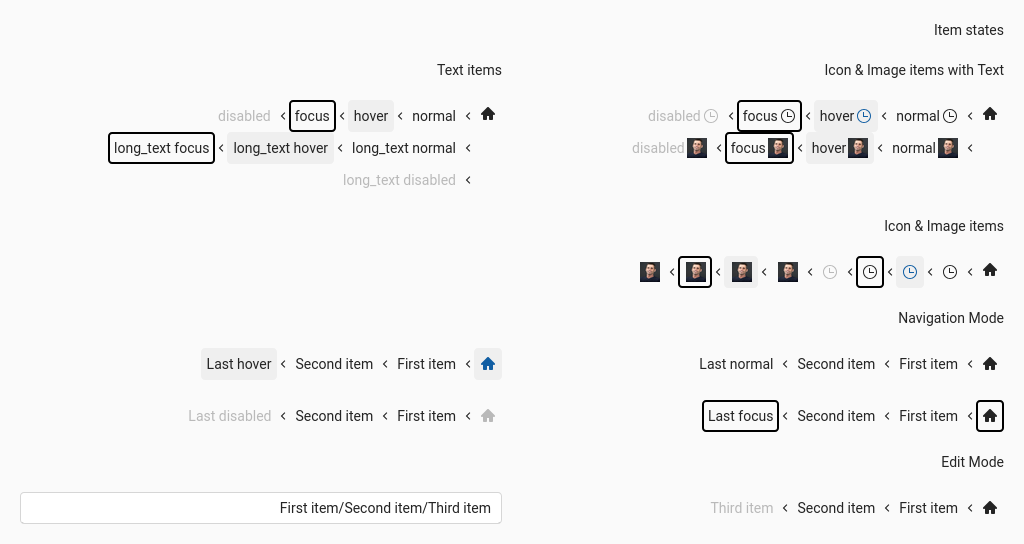 Item states
Text items
Icon & Image items with Text
disabled focus hover normal
disabled focus hover normal
long_text focus long_text hover long_text normal
disabled focus hover normal
long_text disabled
Icon & Image items
Navigation Mode
Last hover Second item First item
Last normal Second item First item
Last disabled Second item First item
Last focus Second item First item
Edit Mode
First item/Second item/Third item
Third item Second item First item